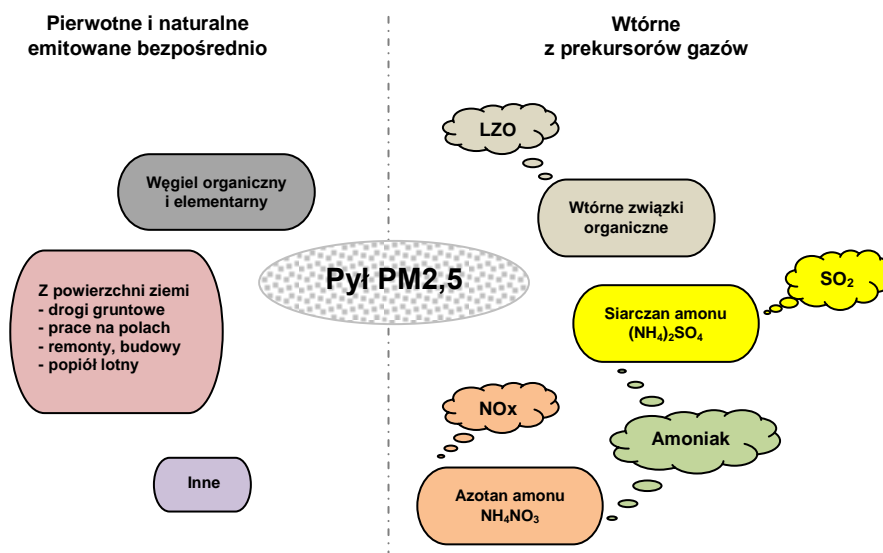 Pierwotne i naturalne
emitowane bezpośrednio
Wtórne
z prekursorów gazów
LZO
Węgiel organiczny
i elementarny
Wtórne związki
organiczne
Pył PM2,5
SO₂
Z powierzchni ziemi
- drogi gruntowe
- prace na polach
- remonty, budowy
- popiół lotny
Siarczan amonu
(NH₄)₂SO₄
NOx
Amoniak
Inne
Azotan amonu
NH₄NO₃